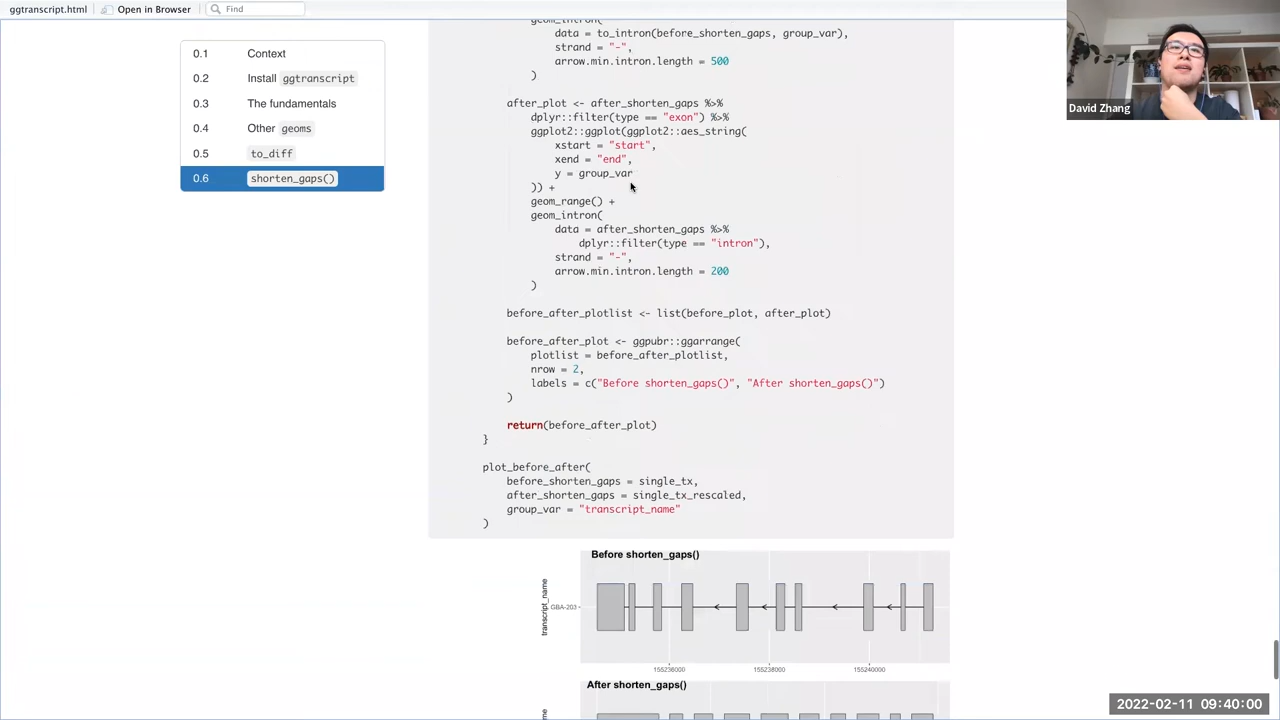 ggtranscript.html Open in Browser Find
0.1 Context
0.2 Install ggtranscript
0.3 The fundamentals
0.4 Other geoms
0.5 to_diff
0.6 shorten_gaps()
geom_intron(
data = to_intron(before_shorten_gaps, group_var),
strand = "-",
arrow.min.intron.length = 500
)
after_plot <- after_shorten_gaps %>%
dplyr::filter(type == "exon") %>%
ggplot2::ggplot(ggplot2::aes_string(
xstart = "start",
xend = "end",
y = group_var
)) +
geom_range() +
geom_intron(
data = after_shorten_gaps %>%
dplyr::filter(type == "intron"),
strand = "-",
arrow.min.intron.length = 200
)
before_after_plotlist <- list(before_plot, after_plot)
before_after_plot <- ggpubr::ggarrange(
plotlist = before_after_plotlist,
nrow = 2,
labels = c("Before shorten_gaps()", "After shorten_gaps()")
)
return(before_after_plot)
}
plot_before_after(
before_shorten_gaps = single_tx,
after_shorten_gaps = single_tx_rescaled,
group_var = "transcript_name"
)
Before shorten_gaps()
transcript_name
GBA-203
155236000 155238000 155240000
After shorten_gaps()
me
David Zhang
2022-02-11 09:40:00